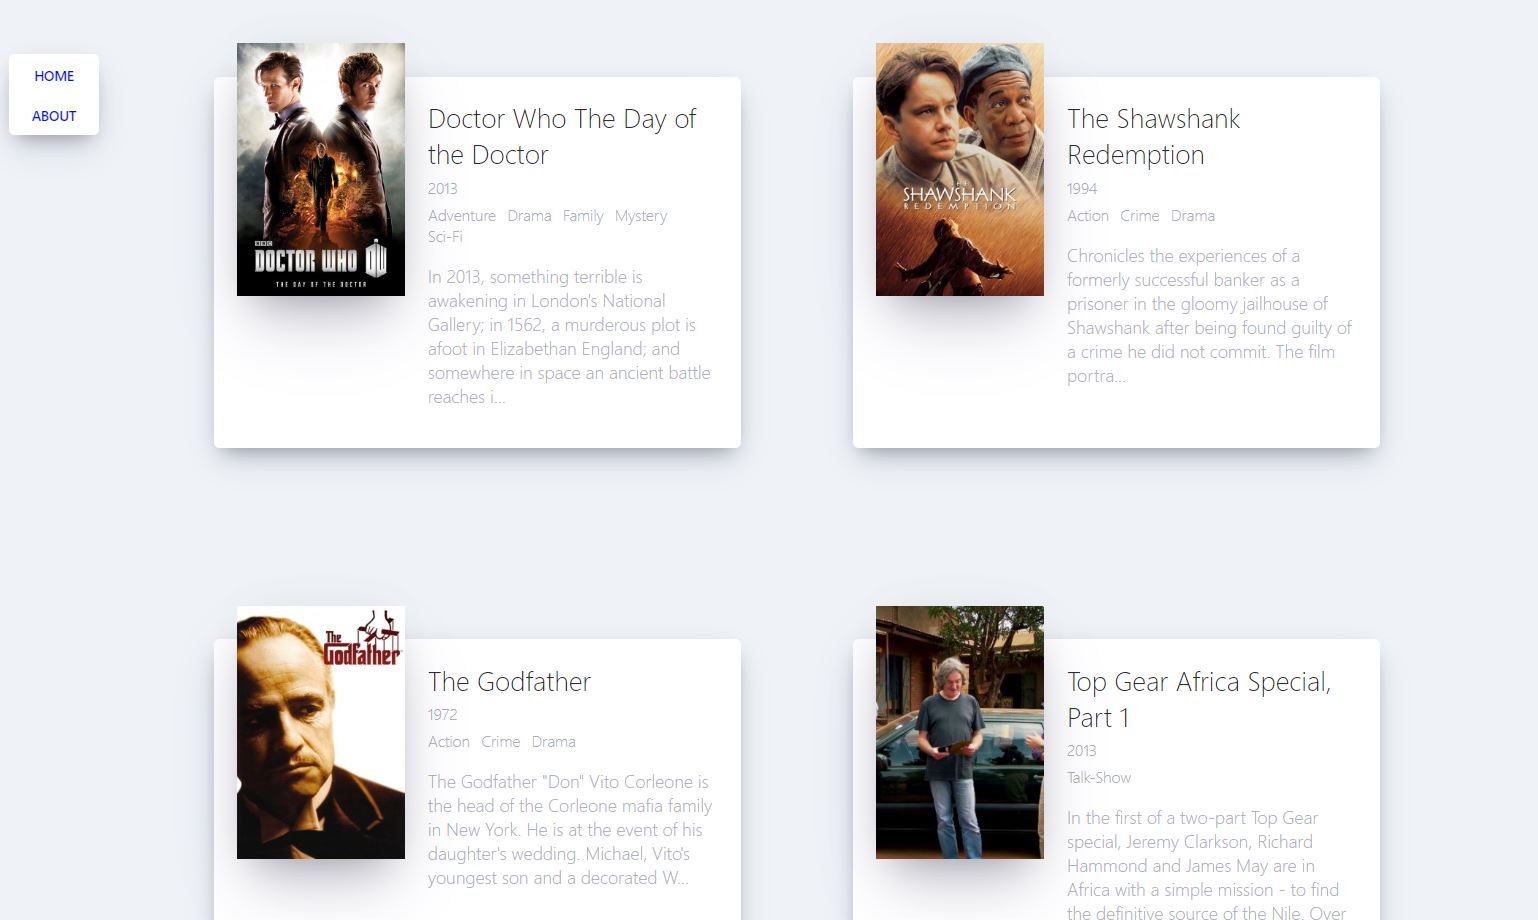 HOME
ABOUT
BBC
DOCTOR WHO
THE DAY OF THE DOCTOR
Doctor Who The Day of
the Doctor
2013
Adventure Drama Family Mystery
Sci-Fi
In 2013, something terrible is
awakening in London's National
Gallery; in 1562, a murderous plot is
afoot in Elizabethan England; and
somewhere in space an ancient battle
reaches i...
THE
SHAWSHANK
REDEMPTION
The Shawshank
Redemption
1994
Action Crime Drama
Chronicles the experiences of a
formerly successful banker as a
prisoner in the gloomy jailhouse of
Shawshank after being found guilty of
a crime he did not commit. The film
portra...
The
Godfather
The Godfather
1972
Action Crime Drama
The Godfather "Don" Vito Corleone is
the head of the Corleone mafia family
in New York. He is at the event of his
daughter's wedding. Michael, Vito's
youngest son and a decorated W...
Top Gear Africa Special,
Part 1
2013
Talk-Show
In the first of a two-part Top Gear
special, Jeremy Clarkson, Richard
Hammond and James May are in
Africa with a simple mission - to find
the definitive source of the Nile. Over